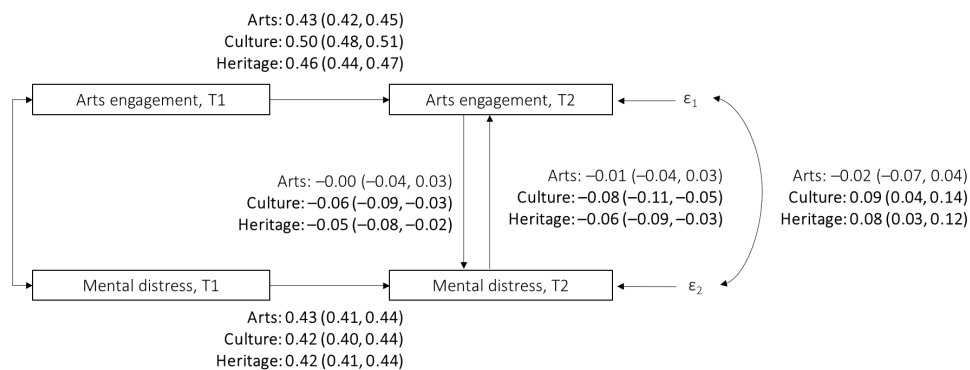 Arts: 0.43 (0.42, 0.45)
Culture: 0.50 (0.48, 0.51)
Heritage: 0.46 (0.44, 0.47)
Arts engagement, T1
Arts engagement, T2
ε1
Arts: –0.00 (–0.04, 0.03)
Culture: –0.06 (–0.09, –0.03)
Heritage: –0.05 (–0.08, –0.02)
Arts: –0.01 (–0.04, 0.03)
Culture: –0.08 (–0.11, –0.05)
Heritage: –0.06 (–0.09, –0.03)
Arts: –0.02 (–0.07, 0.04)
Culture: 0.09 (0.04, 0.14)
Heritage: 0.08 (0.03, 0.12)
Mental distress, T1
Mental distress, T2
ε2
Arts: 0.43 (0.41, 0.44)
Culture: 0.42 (0.40, 0.44)
Heritage: 0.42 (0.41, 0.44)